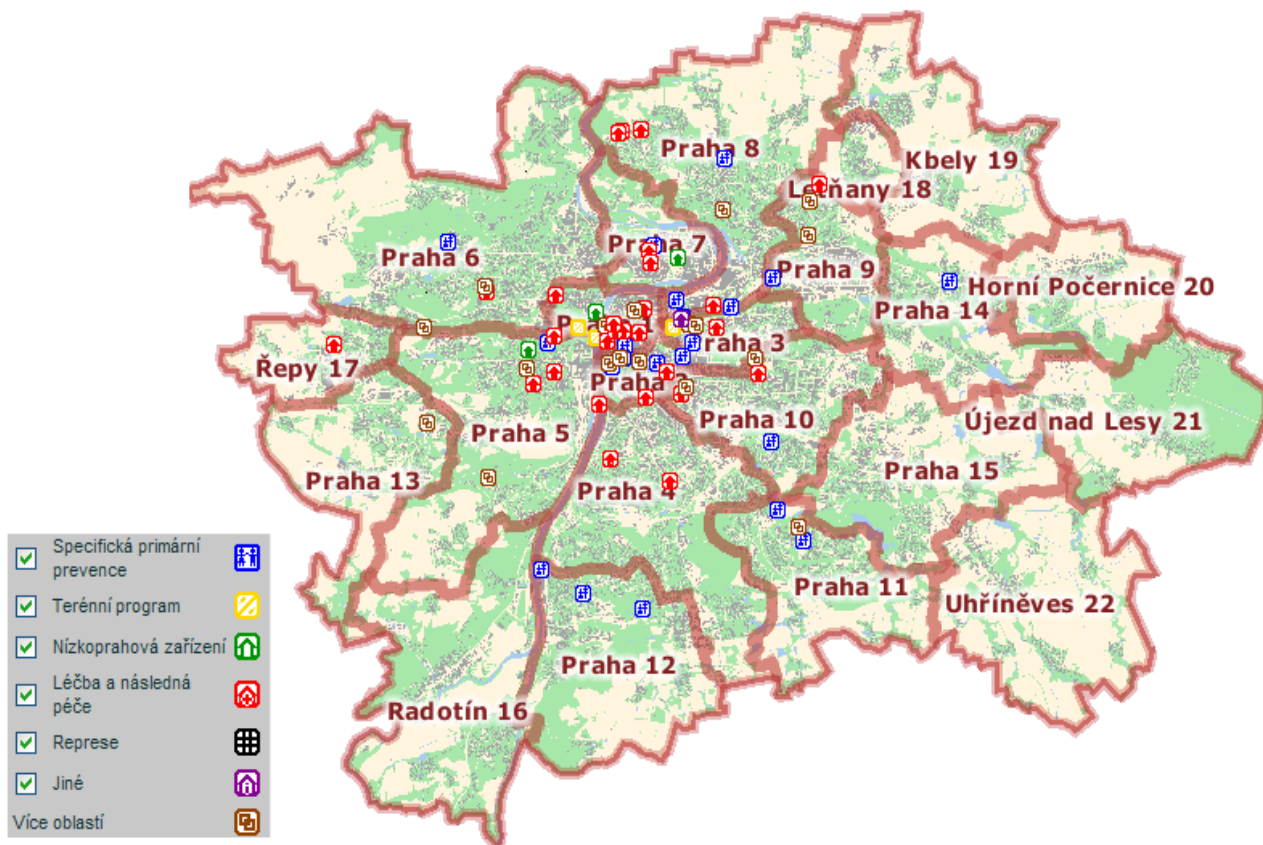 Praha 8
Kbely 19
Letňany 18
Praha 7
Praha 6
Praha 9
Horní Počernice 20
Praha 14
Praha 3
Řepy 17
Praha 2
Praha 10
Újezd nad Lesy 21
Praha 5
Praha 15
Praha 13
Praha 4
Praha 11
Uhříněves 22
Praha 12
Radotín 16
Specifická primární
prevence
Terénní program
Nízkoprahová zařízení
Léčba a následná
péče
Represe
Jiné
Více oblastí